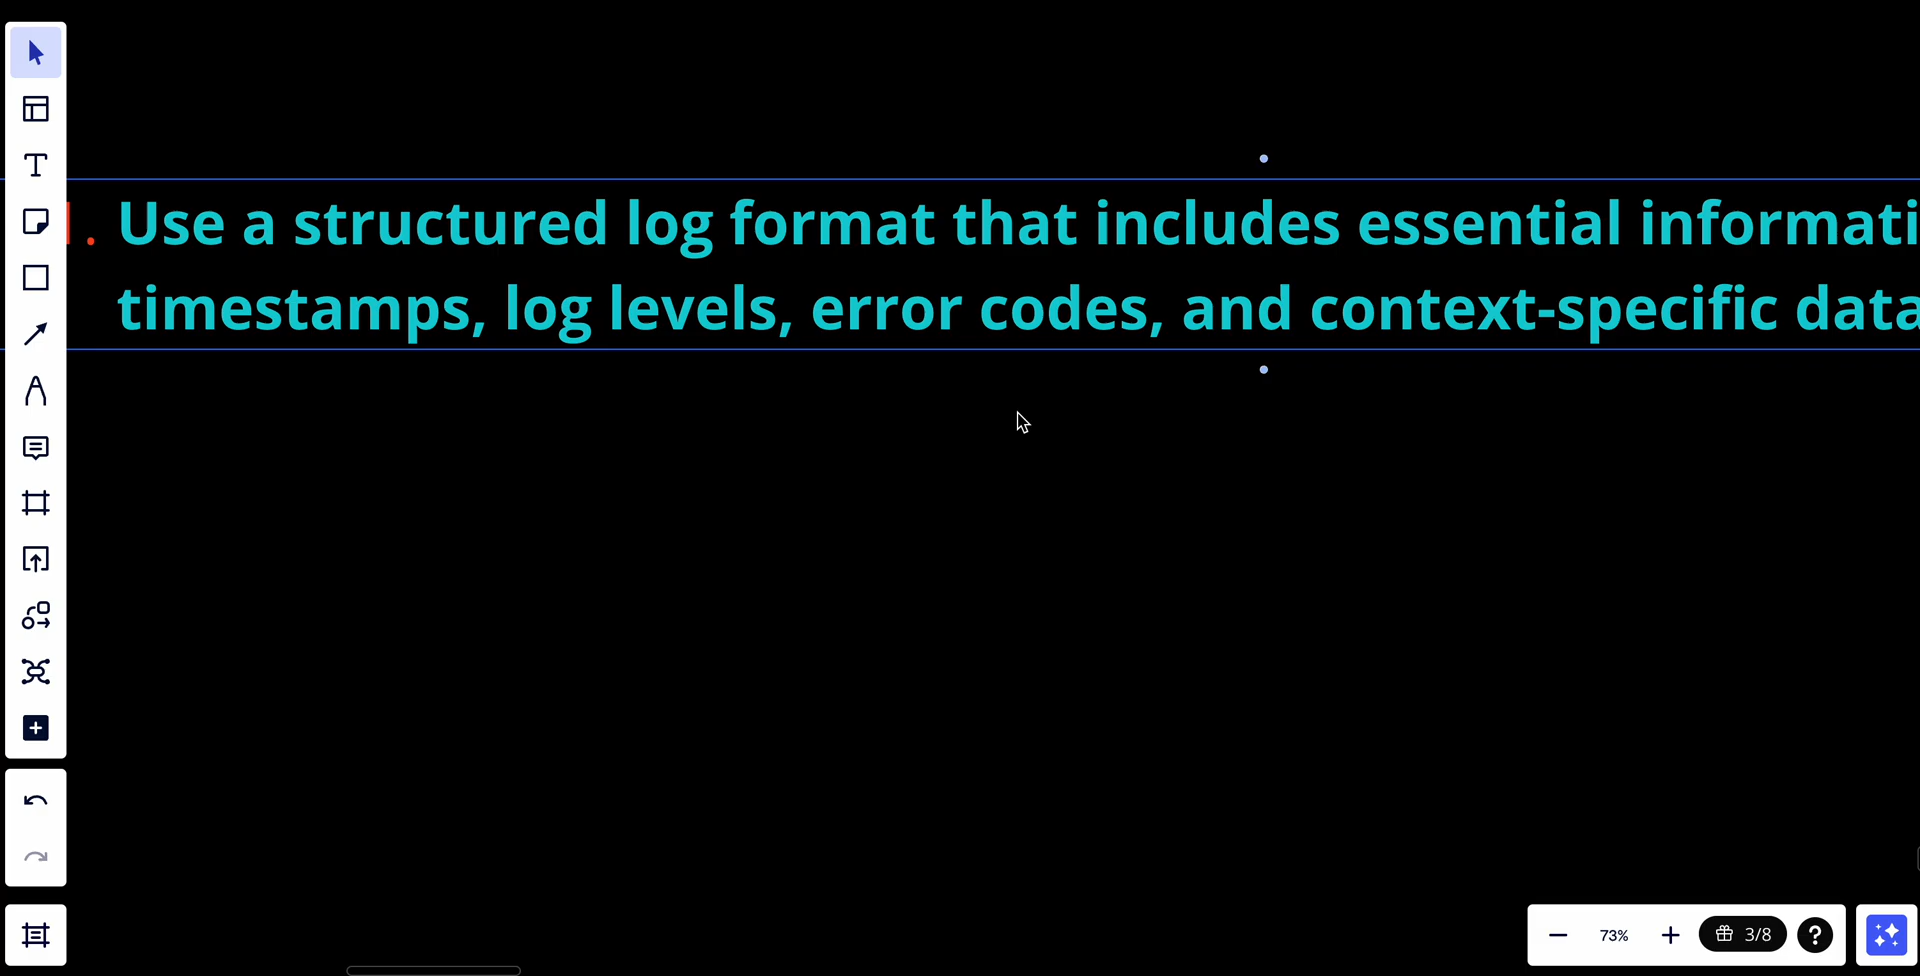 . Use a structured log format that includes essential informati
timestamps, log levels, error codes, and context-specific data
73%
3/8
?